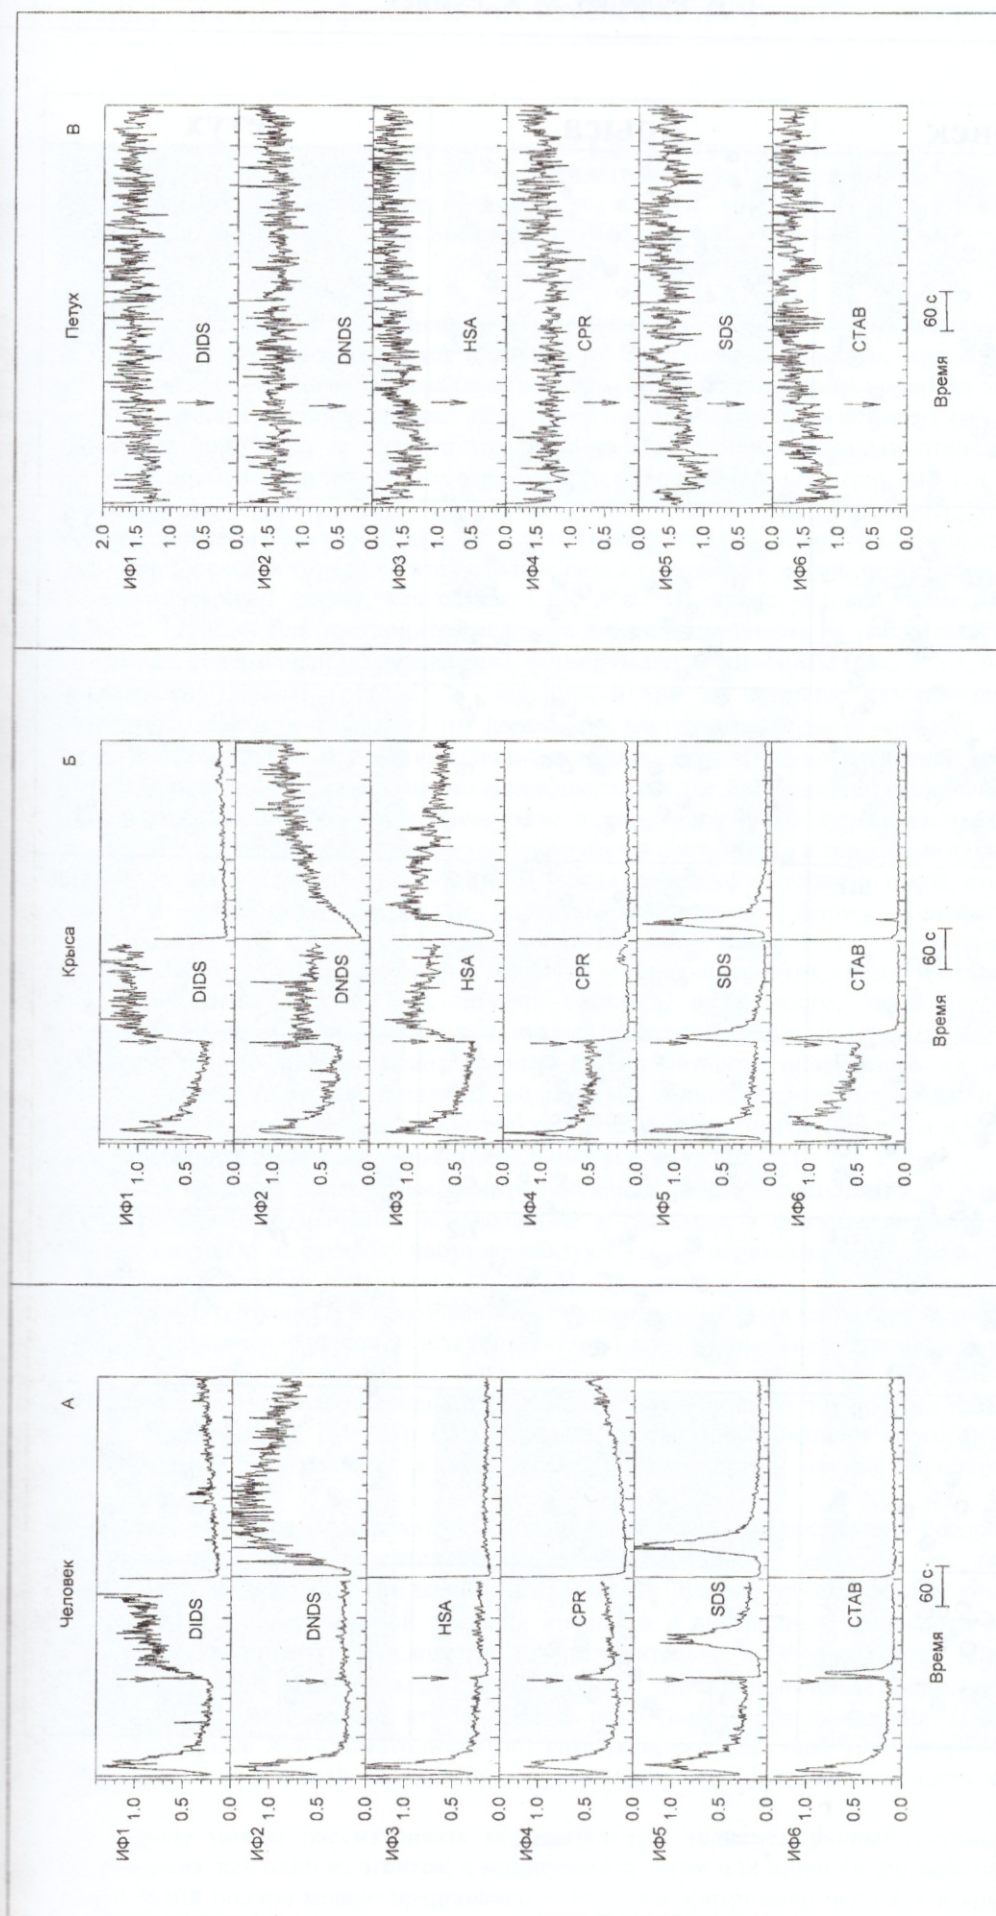 Человек А
ИФ1 1.0 0.5 0.0
DIDS
ИФ2 1.0 0.5 0.0
DNDS
ИФ3 1.0 0.5 0.0
HSA
ИФ4 1.0 0.5 0.0
CPR
ИФ5 1.0 0.5 0.0
SDS
ИФ6 1.0 0.5 0.0
CTAB
Время 60 с
Крыса Б
ИФ1 1.0 0.5 0.0
DIDS
ИФ2 1.0 0.5 0.0
DNDS
ИФ3 1.0 0.5 0.0
HSA
ИФ4 1.0 0.5 0.0
CPR
ИФ5 1.0 0.5 0.0
SDS
ИФ6 1.0 0.5 0.0
CTAB
Время 60 с
Петух В
2.0 ИФ1 1.5 1.0 0.5 0.0
DIDS
ИФ2 1.5 1.0 0.5 0.0
DNDS
ИФ3 1.5 1.0 0.5 0.0
HSA
ИФ4 1.5 1.0 0.5 0.0
CPR
ИФ5 1.5 1.0 0.5 0.0
SDS
ИФ6 1.5 1.0 0.5 0.0
CTAB
Время 60 с